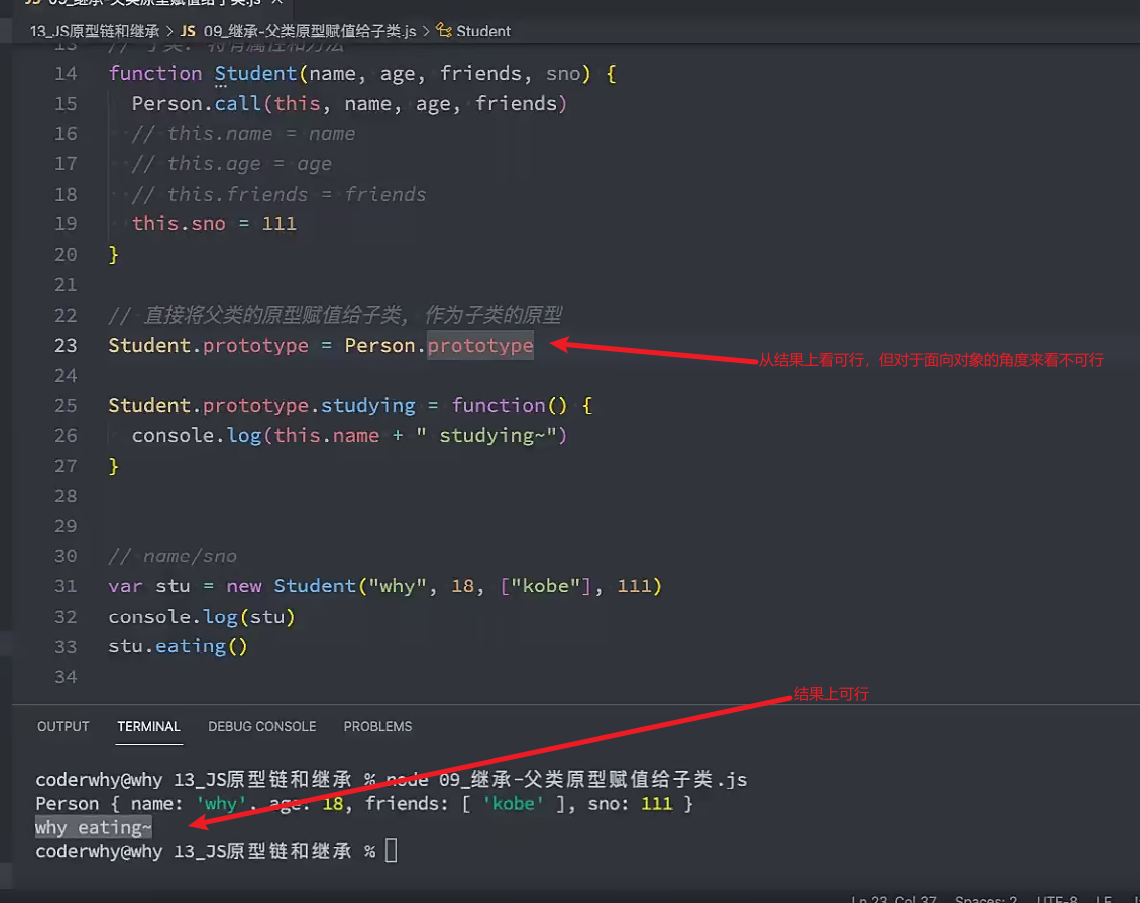 JS 09_继承-父类原型赋值给子类.js ×
13_JS原型链和继承 > JS 09_继承-父类原型赋值给子类.js > Student
13 // 子类: 特有属性和方法
14 function Student(name, age, friends, sno) {
15 Person.call(this, name, age, friends)
16 // this.name = name
17 // this.age = age
18 // this.friends = friends
19 this.sno = 111
20 }
21
22 // 直接将父类的原型赋值给子类, 作为子类的原型
23 Student.prototype = Person.prototype
从结果上看可行，但对于面向对象的角度来看不可行
24
25 Student.prototype.studying = function() {
26 console.log(this.name + " studying~")
27 }
28
29
30 // name/sno
31 var stu = new Student("why", 18, ["kobe"], 111)
32 console.log(stu)
33 stu.eating()
34
结果上可行
OUTPUT TERMINAL DEBUG CONSOLE PROBLEMS
coderwhy@why 13_JS原型链和继承 % node 09_继承-父类原型赋值给子类.js
Person { name: 'why', age: 18, friends: [ 'kobe' ], sno: 111 }
why eating~
coderwhy@why 13_JS原型链和继承 %
Ln 23, Col 37 Spaces: 2 UTF-8 LF